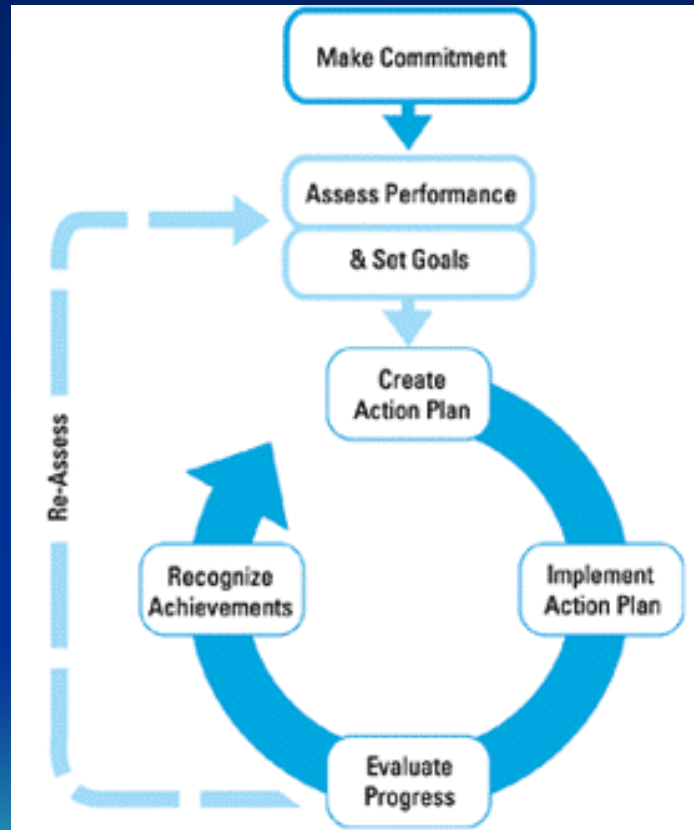 Make Commitment
Assess Performance
& Set Goals
Create
Action Plan
Re-Assess
Recognize
Achievements
Implement
Action Plan
Evaluate
Progress